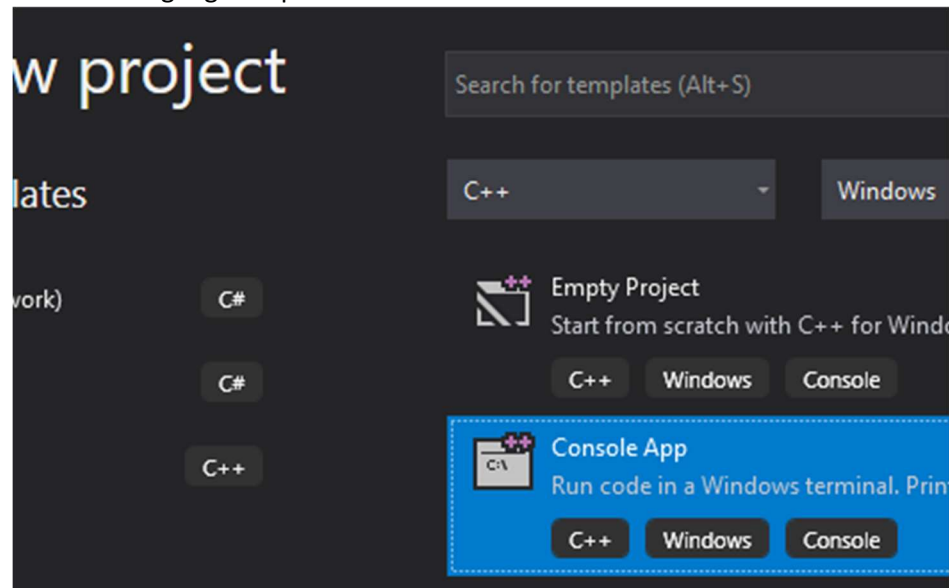 w project
Search for templates (Alt+S)
lates
C++
Windows
work)
C#
C#
C++
Empty Project
Start from scratch with C++ for Windo
C++ Windows Console
Console App
Run code in a Windows terminal. Prin
C++ Windows Console
C:\